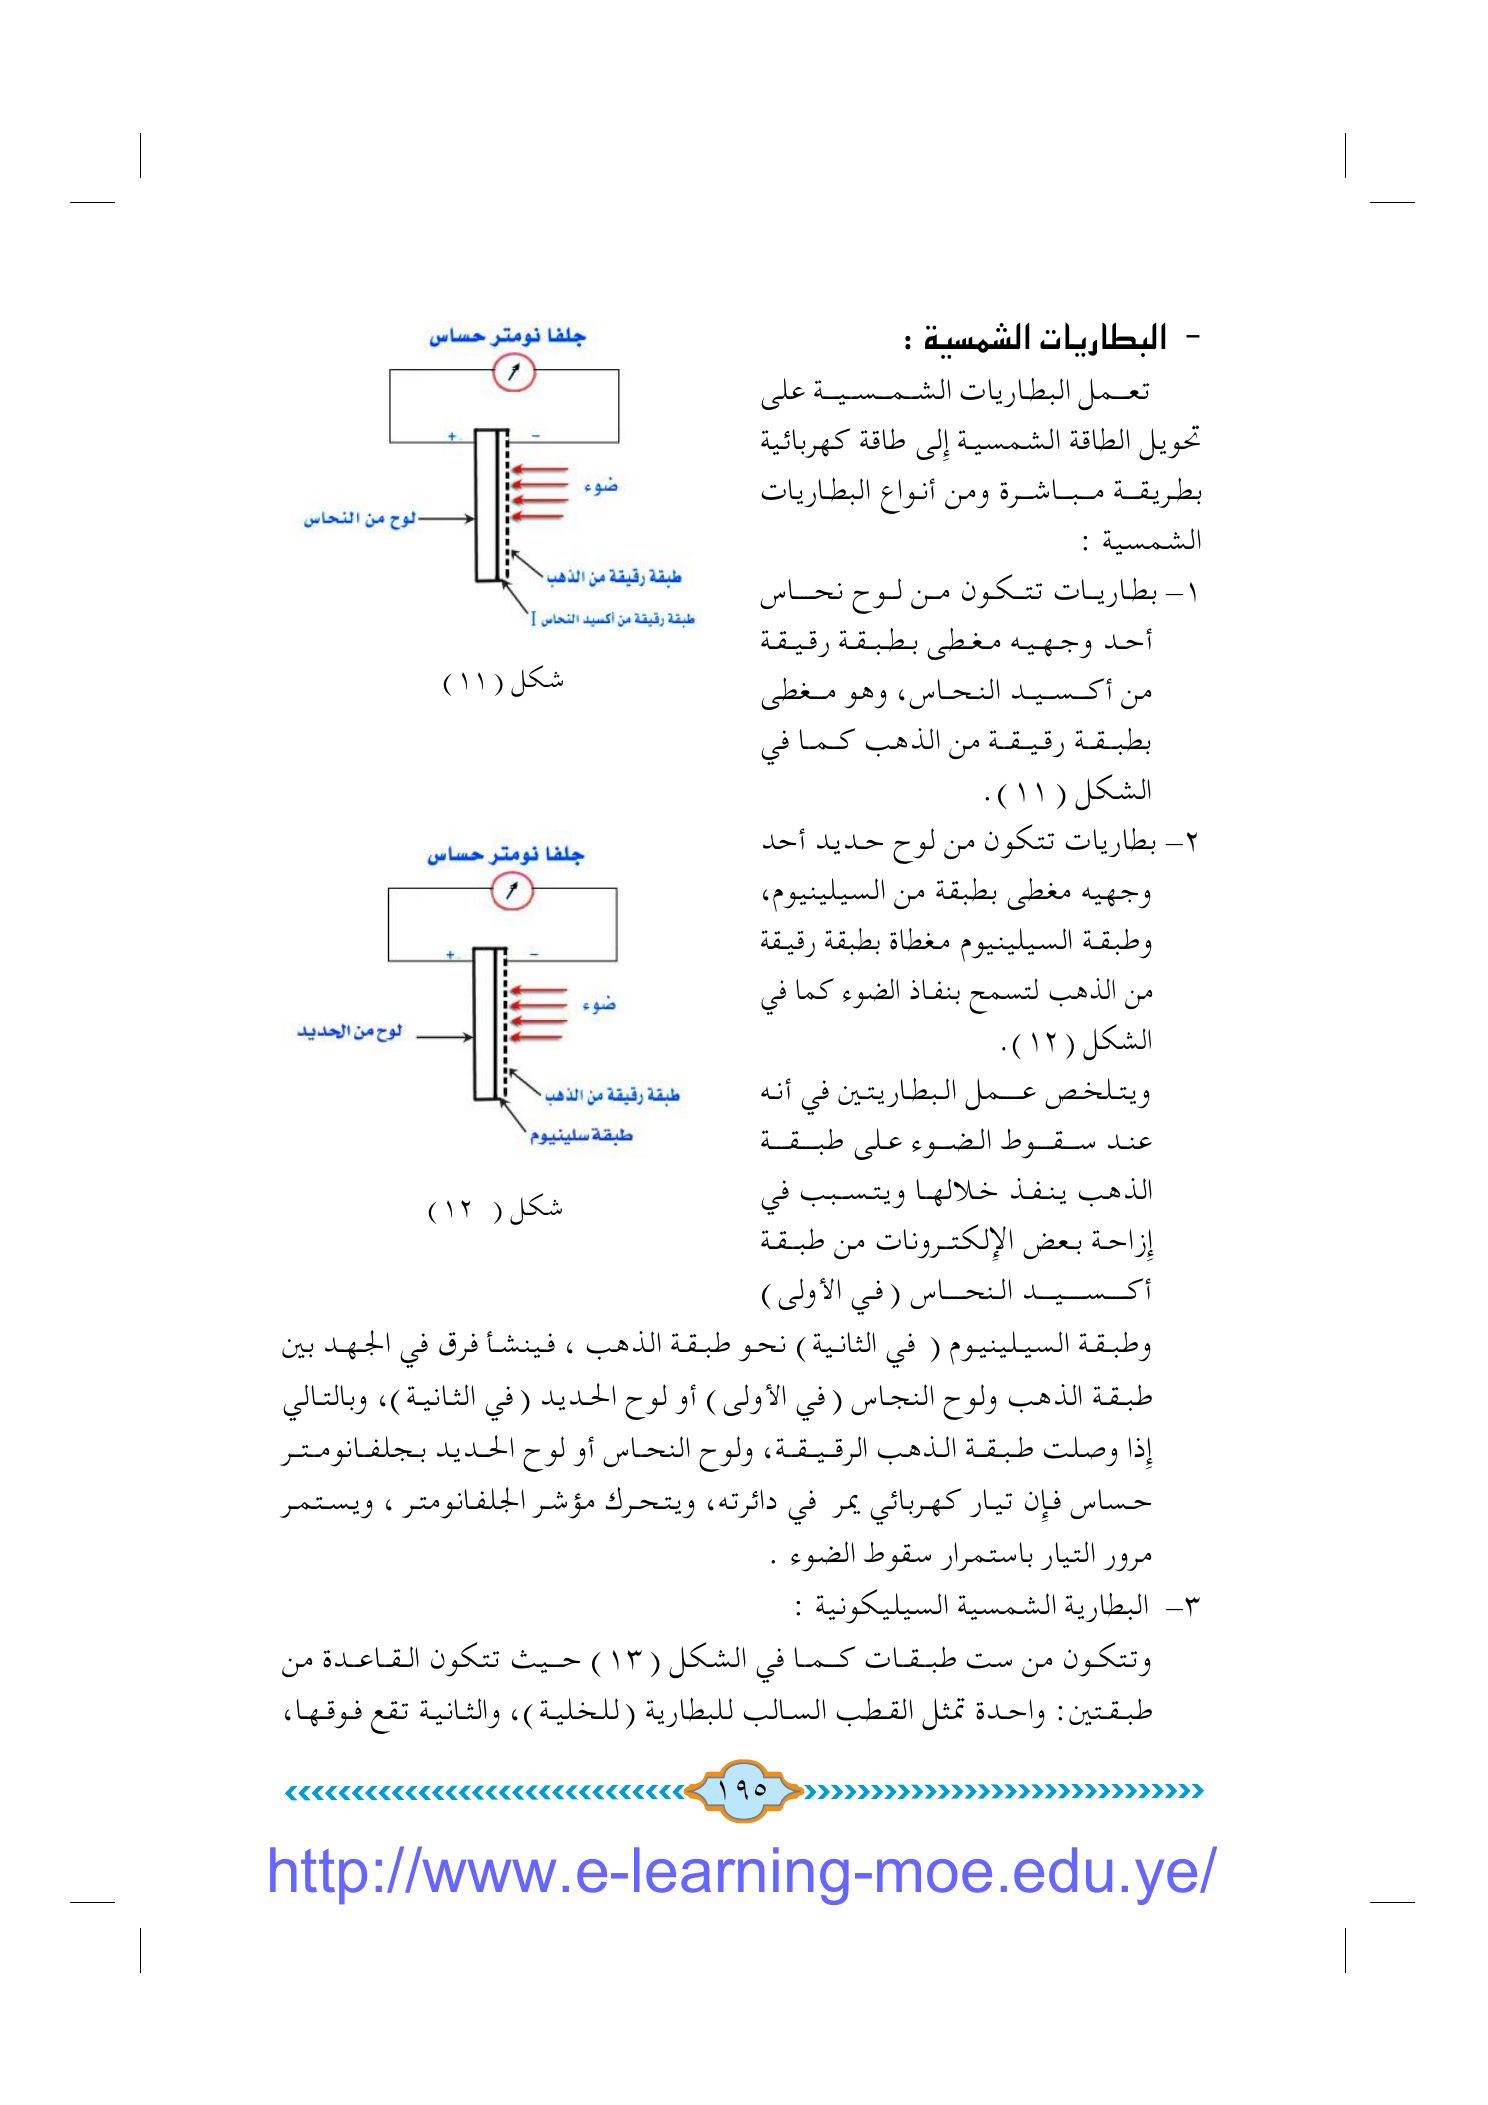 - البطاريات الشمسية :
تعمل البطاريات الشمسية على
تحويل الطاقة الشمسية إلى طاقة كهربائية
بطريقة مباشرة ومن أنواع البطاريات
الشمسية :
١– بطاريات تتكون من لوح نحاس
أحد وجهيه مغطى بطبقة رقيقة
من أكسيد النحاس، وهو مغطى
بطبقة رقيقة من الذهب كما في
الشكل (١١).
٢– بطاريات تتكون من لوح حديد أحد
وجهيه مغطى بطبقة من السيلينيوم،
وطبقة السيلينيوم مغطاة بطبقة رقيقة
من الذهب لتسمح بنفاذ الضوء كما في
الشكل (١٢).
ويتلخص عمل البطاريتين في أنه
عند سقوط الضوء على طبقة
الذهب ينفذ خلالها ويتسبب في
إزاحة بعض الإلكترونات من طبقة
أكسيد النحاس (في الأولى)
جلفا نومتر حساس
+
-
ضوء
لوح من النحاس
طبقة رقيقة من الذهب
طبقة رقيقة من أكسيد النحاس I
شكل (١١)
جلفا نومتر حساس
+
-
ضوء
لوح من الحديد
طبقة رقيقة من الذهب
طبقة سلينيوم
شكل ( ١٢)
وطبقة السيلينيوم ( في الثانية) نحو طبقة الذهب ، فينشأ فرق في الجهد بين
طبقة الذهب ولوح النجاس (في الأولى) أو لوح الحديد (في الثانية)، وبالتالي
إذا وصلت طبقة الذهب الرقيقة، ولوح النحاس أو لوح الحديد بجلفانومتر
حساس فإن تيار كهربائي يمر في دائرته، ويتحرك مؤشر الجلفانومتر ، ويستمر
مرور التيار باستمرار سقوط الضوء .
٣– البطارية الشمسية السيليكونية :
وتتكون من ست طبقات كما في الشكل (١٣) حيث تتكون القاعدة من
طبقتين: واحدة تمثل القطب السالب للبطارية (للخلية)، والثانية تقع فوقها،
١٩٥
http://www.e-learning-moe.edu.ye/